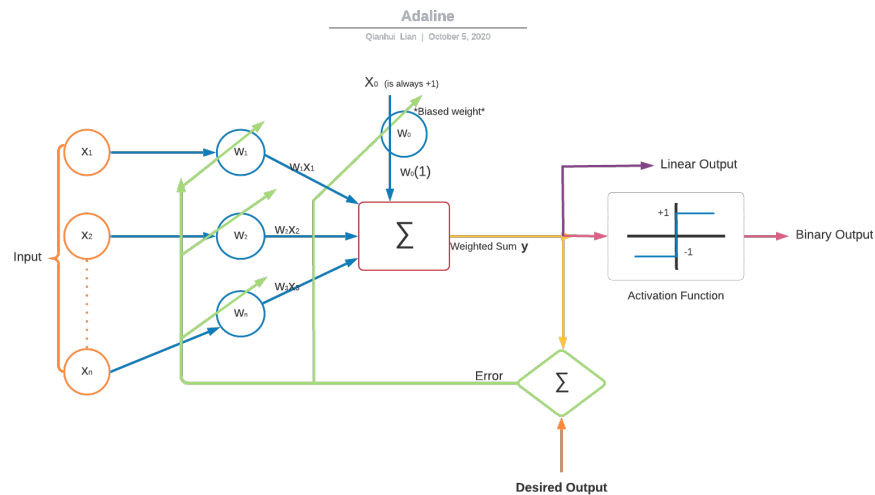 Adaline
Qianhui Lian | October 5, 2020
X₀ (is always +1)
*Biased weight*
W₀
w₀(1)
X₁
W₁
W₁X₁
Linear Output
+1
-1
Activation Function
Binary Output
X₂
W₂
W₂X₂
∑
Weighted Sum y
Input
W₃X₃
Wₙ
Xₙ
Error
∑
Desired Output